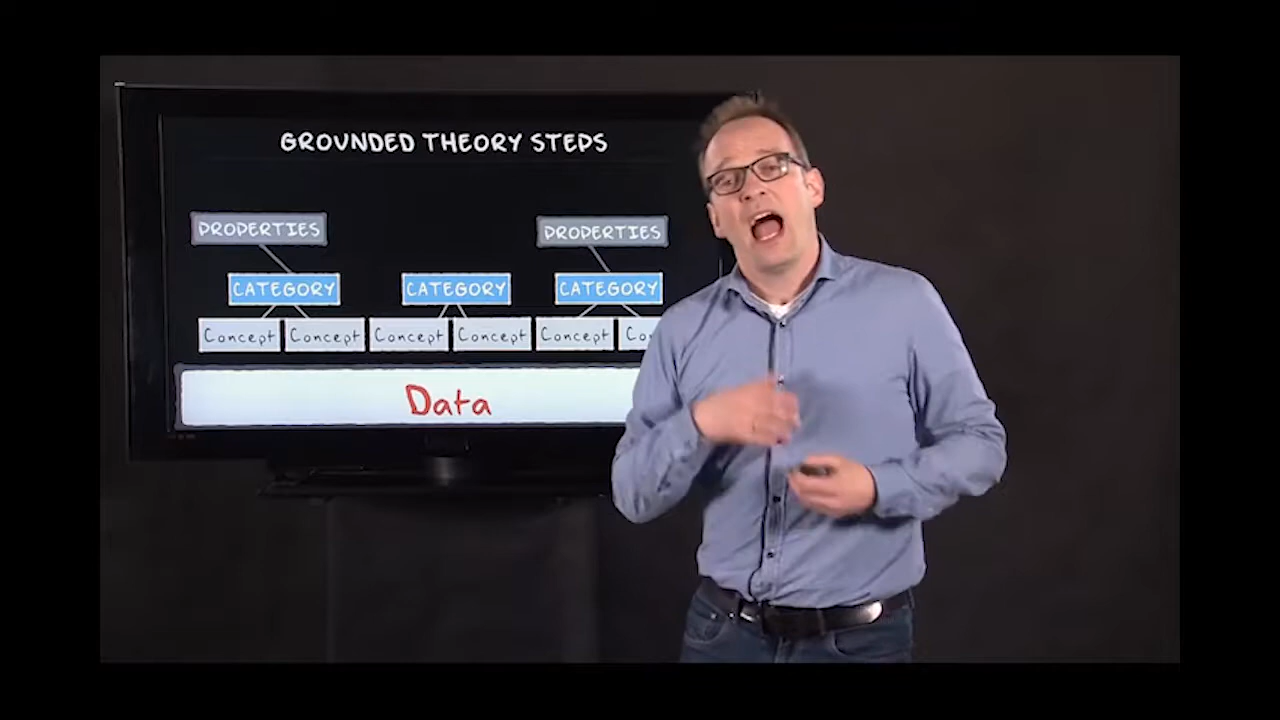 GROUNDED THEORY STEPS
PROPERTIES PROPERTIES
CATEGORY CATEGORY CATEGORY
Concept Concept Concept Concept Concept
Data